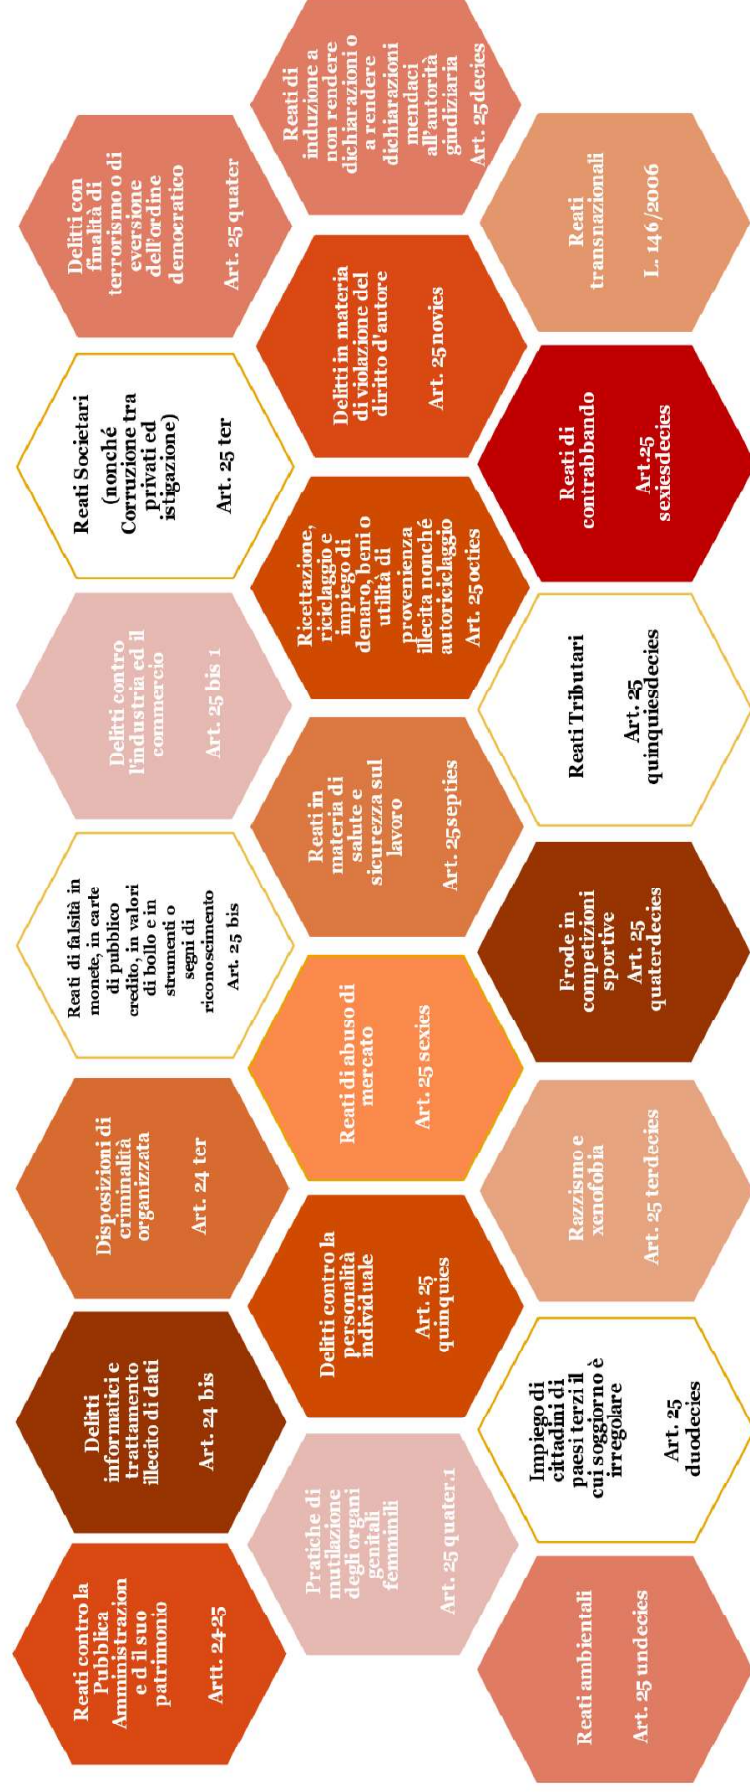 Reati contro la
Pubblica
Amministrazion
e d il suo
patrimonio
Artt. 24-25
Delitti
informatici e
trattamento
illecito di dati
Art. 24 bis
Disposizioni di
criminalità
organizzata
Art. 24 ter
Reati di falsità in
monete, in carte
di pubblico
credito, in valori
di bollo e in
strumenti o
segni di
riconoscimento
Art. 25 bis
Delitti contro
l'industria ed il
commercio
Art. 25 bis 1
Reati Societari
(nonché
Corruzione tra
privati ed
istigazione)
Art. 25 ter
Delitti con
finalità di
terrorismo o di
eversione
dell'ordine
democratico
Art. 25 quater
Pratiche di
mutilazione
degli organi
genitali
femminili
Art. 25 quater.1
Delitti contro la
personalità
individuale
Art. 25
quinquies
Reati di abuso di
mercato
Art. 25 sexies
Reati in
materia di
salute e
sicurezza sul
lavoro
Art. 25septies
Ricettazione,
riciclaggio e
impiego di
denaro, beni o
utilità di
provenienza
illecita nonché
autoriciclaggio
Art. 25octies
Delitti in materia
di violazione del
diritto d'autore
Art. 25novies
Reati di
induzione a
non rendere
dichiarazioni o
a rendere
dichiarazioni
mendaci
all'autorità
giudiziaria
Art. 25decies
Reati ambientali
Art. 25 undecies
Impiego di
cittadini di
paesi terzi il
cui soggiorno è
irregolare
Art. 25
duodecies
Razzismo e
xenofobia
Art. 25 terdecies
Frode in
competizioni
sportive
Art. 25
quaterdecies
Reati Tributari
Art. 25
quinquiesdecies
Reati di
contrabbando
Art.25
sexiesdecies
Reati
transnazionali
L. 146/2006